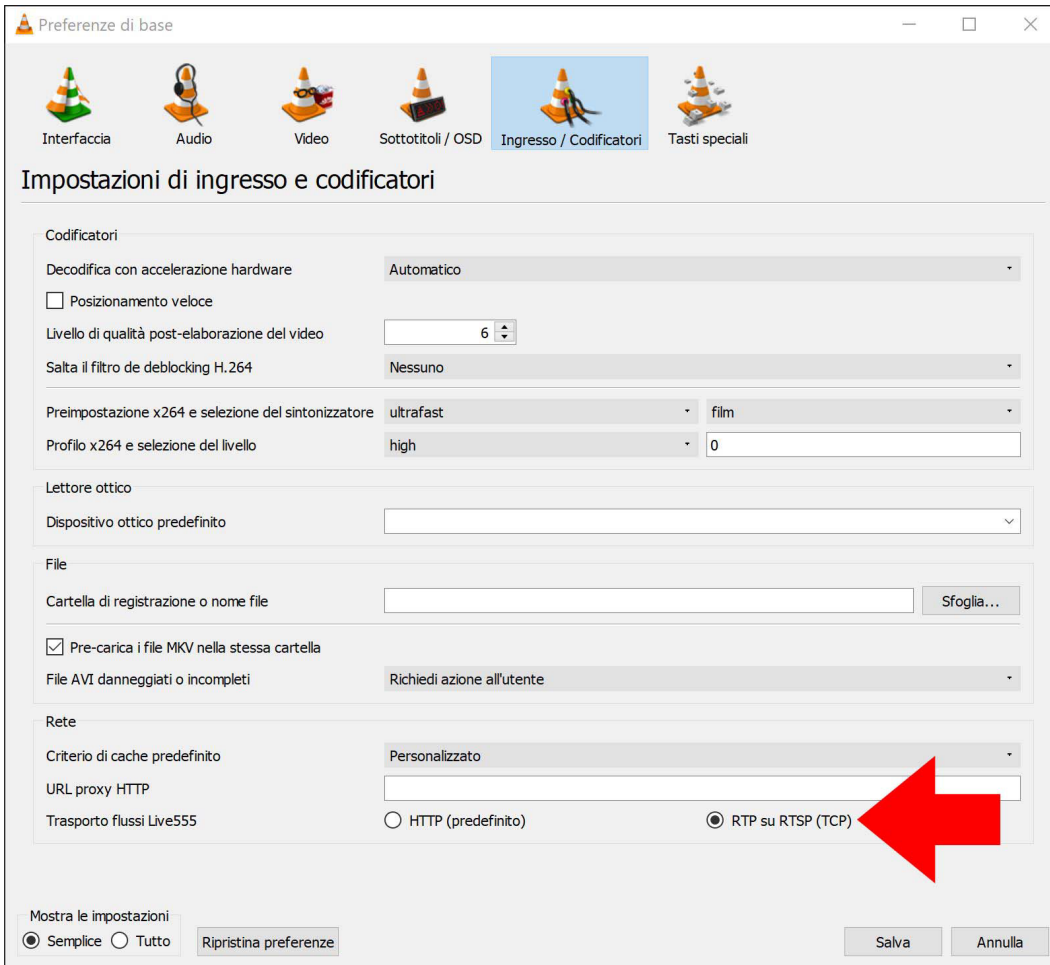 Preferenze di base
Interfaccia Audio Video Sottotitoli / OSD Ingresso / Codificatori Tasti speciali
Impostazioni di ingresso e codificatori
Codificatori
Decodifica con accelerazione hardware Automatico
Posizionamento veloce
Livello di qualità post-elaborazione del video 6
Salta il filtro de deblocking H.264 Nessuno
Preimpostazione x264 e selezione del sintonizzatore ultrafast film
Profilo x264 e selezione del livello high 0
Lettore ottico
Dispositivo ottico predefinito
File
Cartella di registrazione o nome file Sfoglia...
Pre-carica i file MKV nella stessa cartella
File AVI danneggiati o incompleti Richiedi azione all'utente
Rete
Criterio di cache predefinito Personalizzato
URL proxy HTTP
Trasporto flussi Live555 HTTP (predefinito) RTP su RTSP (TCP)
Mostra le impostazioni
Semplice Tutto Ripristina preferenze Salva Annulla